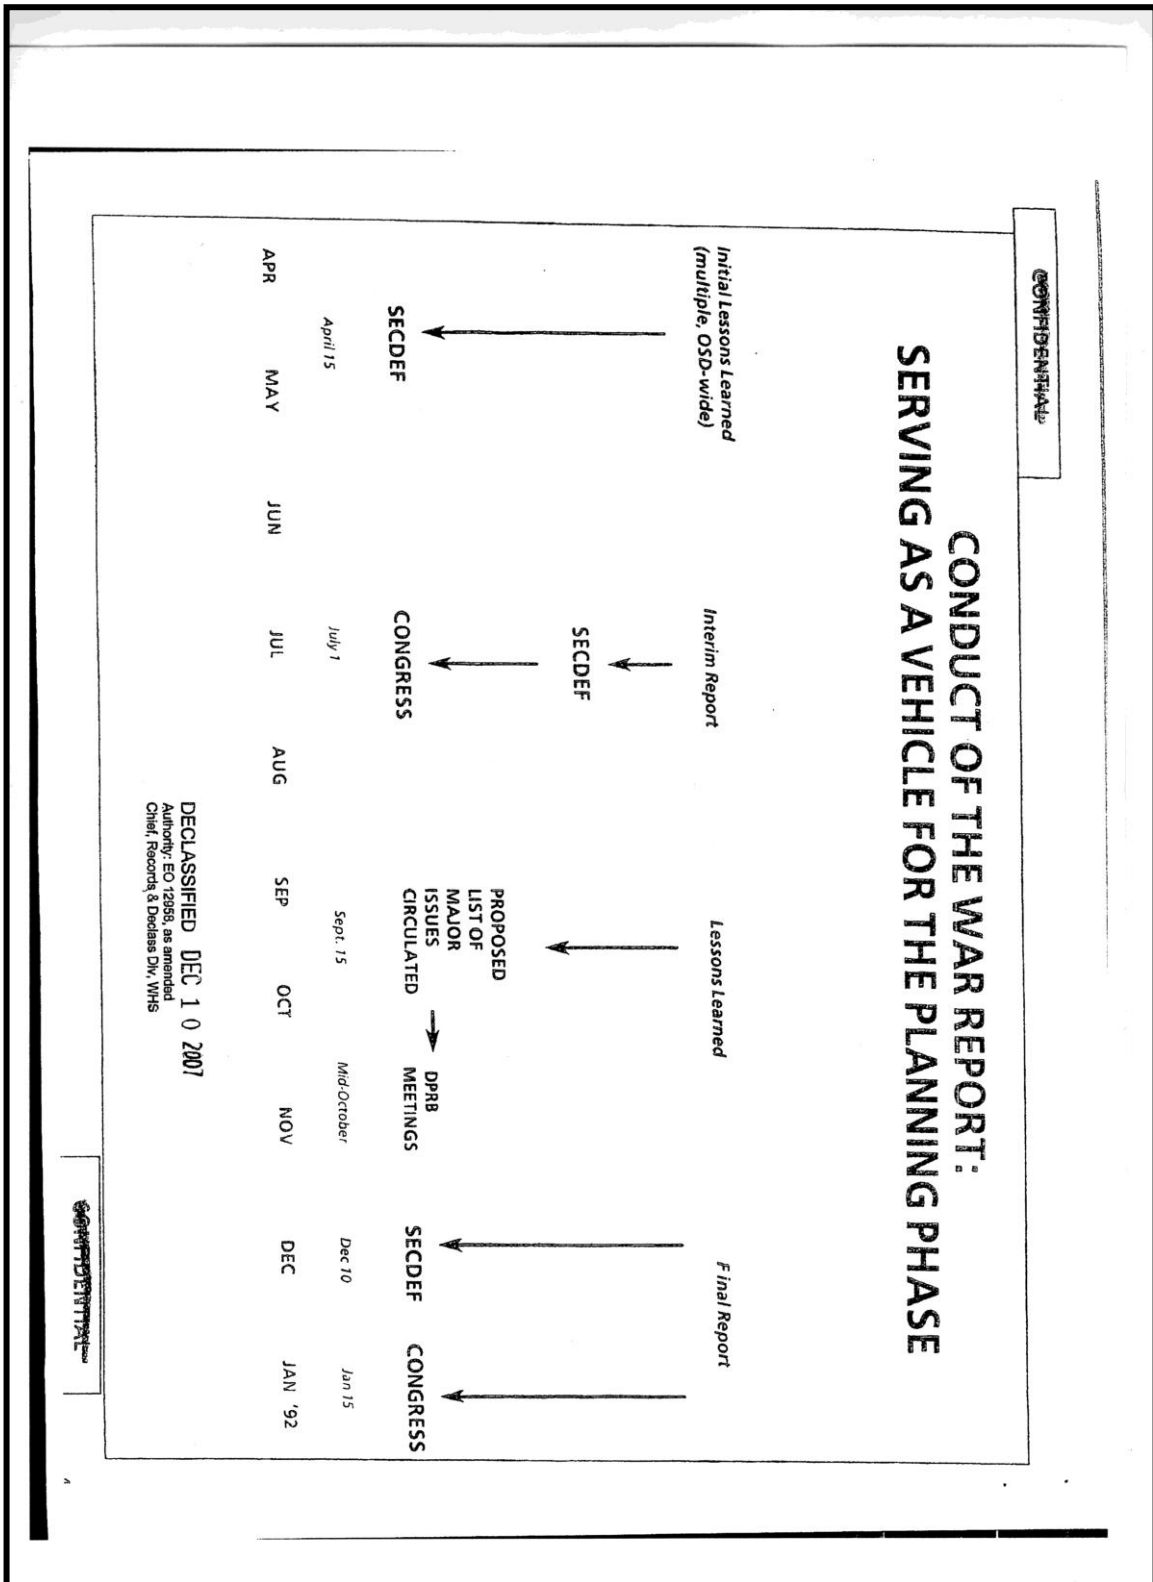 CONFIDENTIAL
CONDUCT OF THE WAR REPORT:
SERVING AS A VEHICLE FOR THE PLANNING PHASE
Initial Lessons Learned
(multiple, OSD-wide)
Interim Report
Lessons Learned
Final Report
SECDEF
PROPOSED
LIST OF
MAJOR
ISSUES
CIRCULATED
DPRB
MEETINGS
SECDEF
CONGRESS
SECDEF
CONGRESS
April 15
July 1
Sept. 15
Mid-October
Dec 10
Jan 15
APR
MAY
JUN
JUL
AUG
SEP
OCT
NOV
DEC
JAN '92
DECLASSIFIED DEC 10 2007
Authority: EO 12958, as amended
Chief, Records & Declass Div, WHS
CONFIDENTIAL